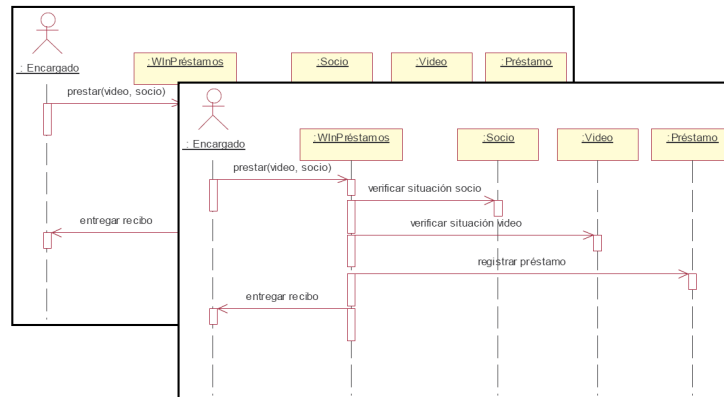 : Encargado
:WInPréstamos
:Socio
:Video
:Préstamo
prestar(video, socio)
entregar recibo
: Encargado
:WInPréstamos
:Socio
:Video
:Préstamo
prestar(video, socio)
verificar situación socio
verificar situación video
registrar préstamo
entregar recibo